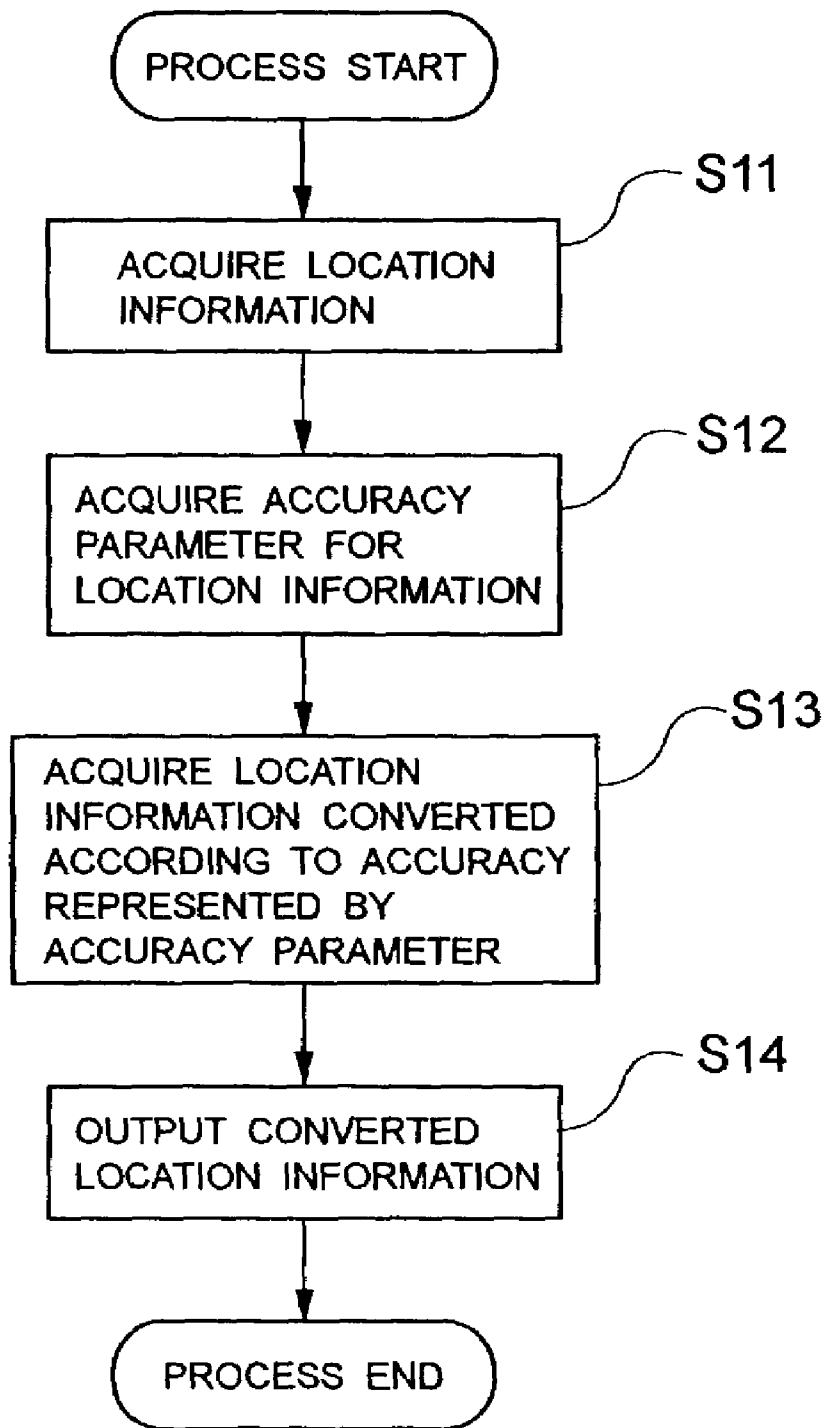 PROCESS START
S11
ACQUIRE LOCATION
INFORMATION
S12
ACQUIRE ACCURACY
PARAMETER FOR
LOCATION INFORMATION
S13
ACQUIRE LOCATION
INFORMATION CONVERTED
ACCORDING TO ACCURACY
REPRESENTED BY
ACCURACY PARAMETER
S14
OUTPUT CONVERTED
LOCATION INFORMATION
PROCESS END